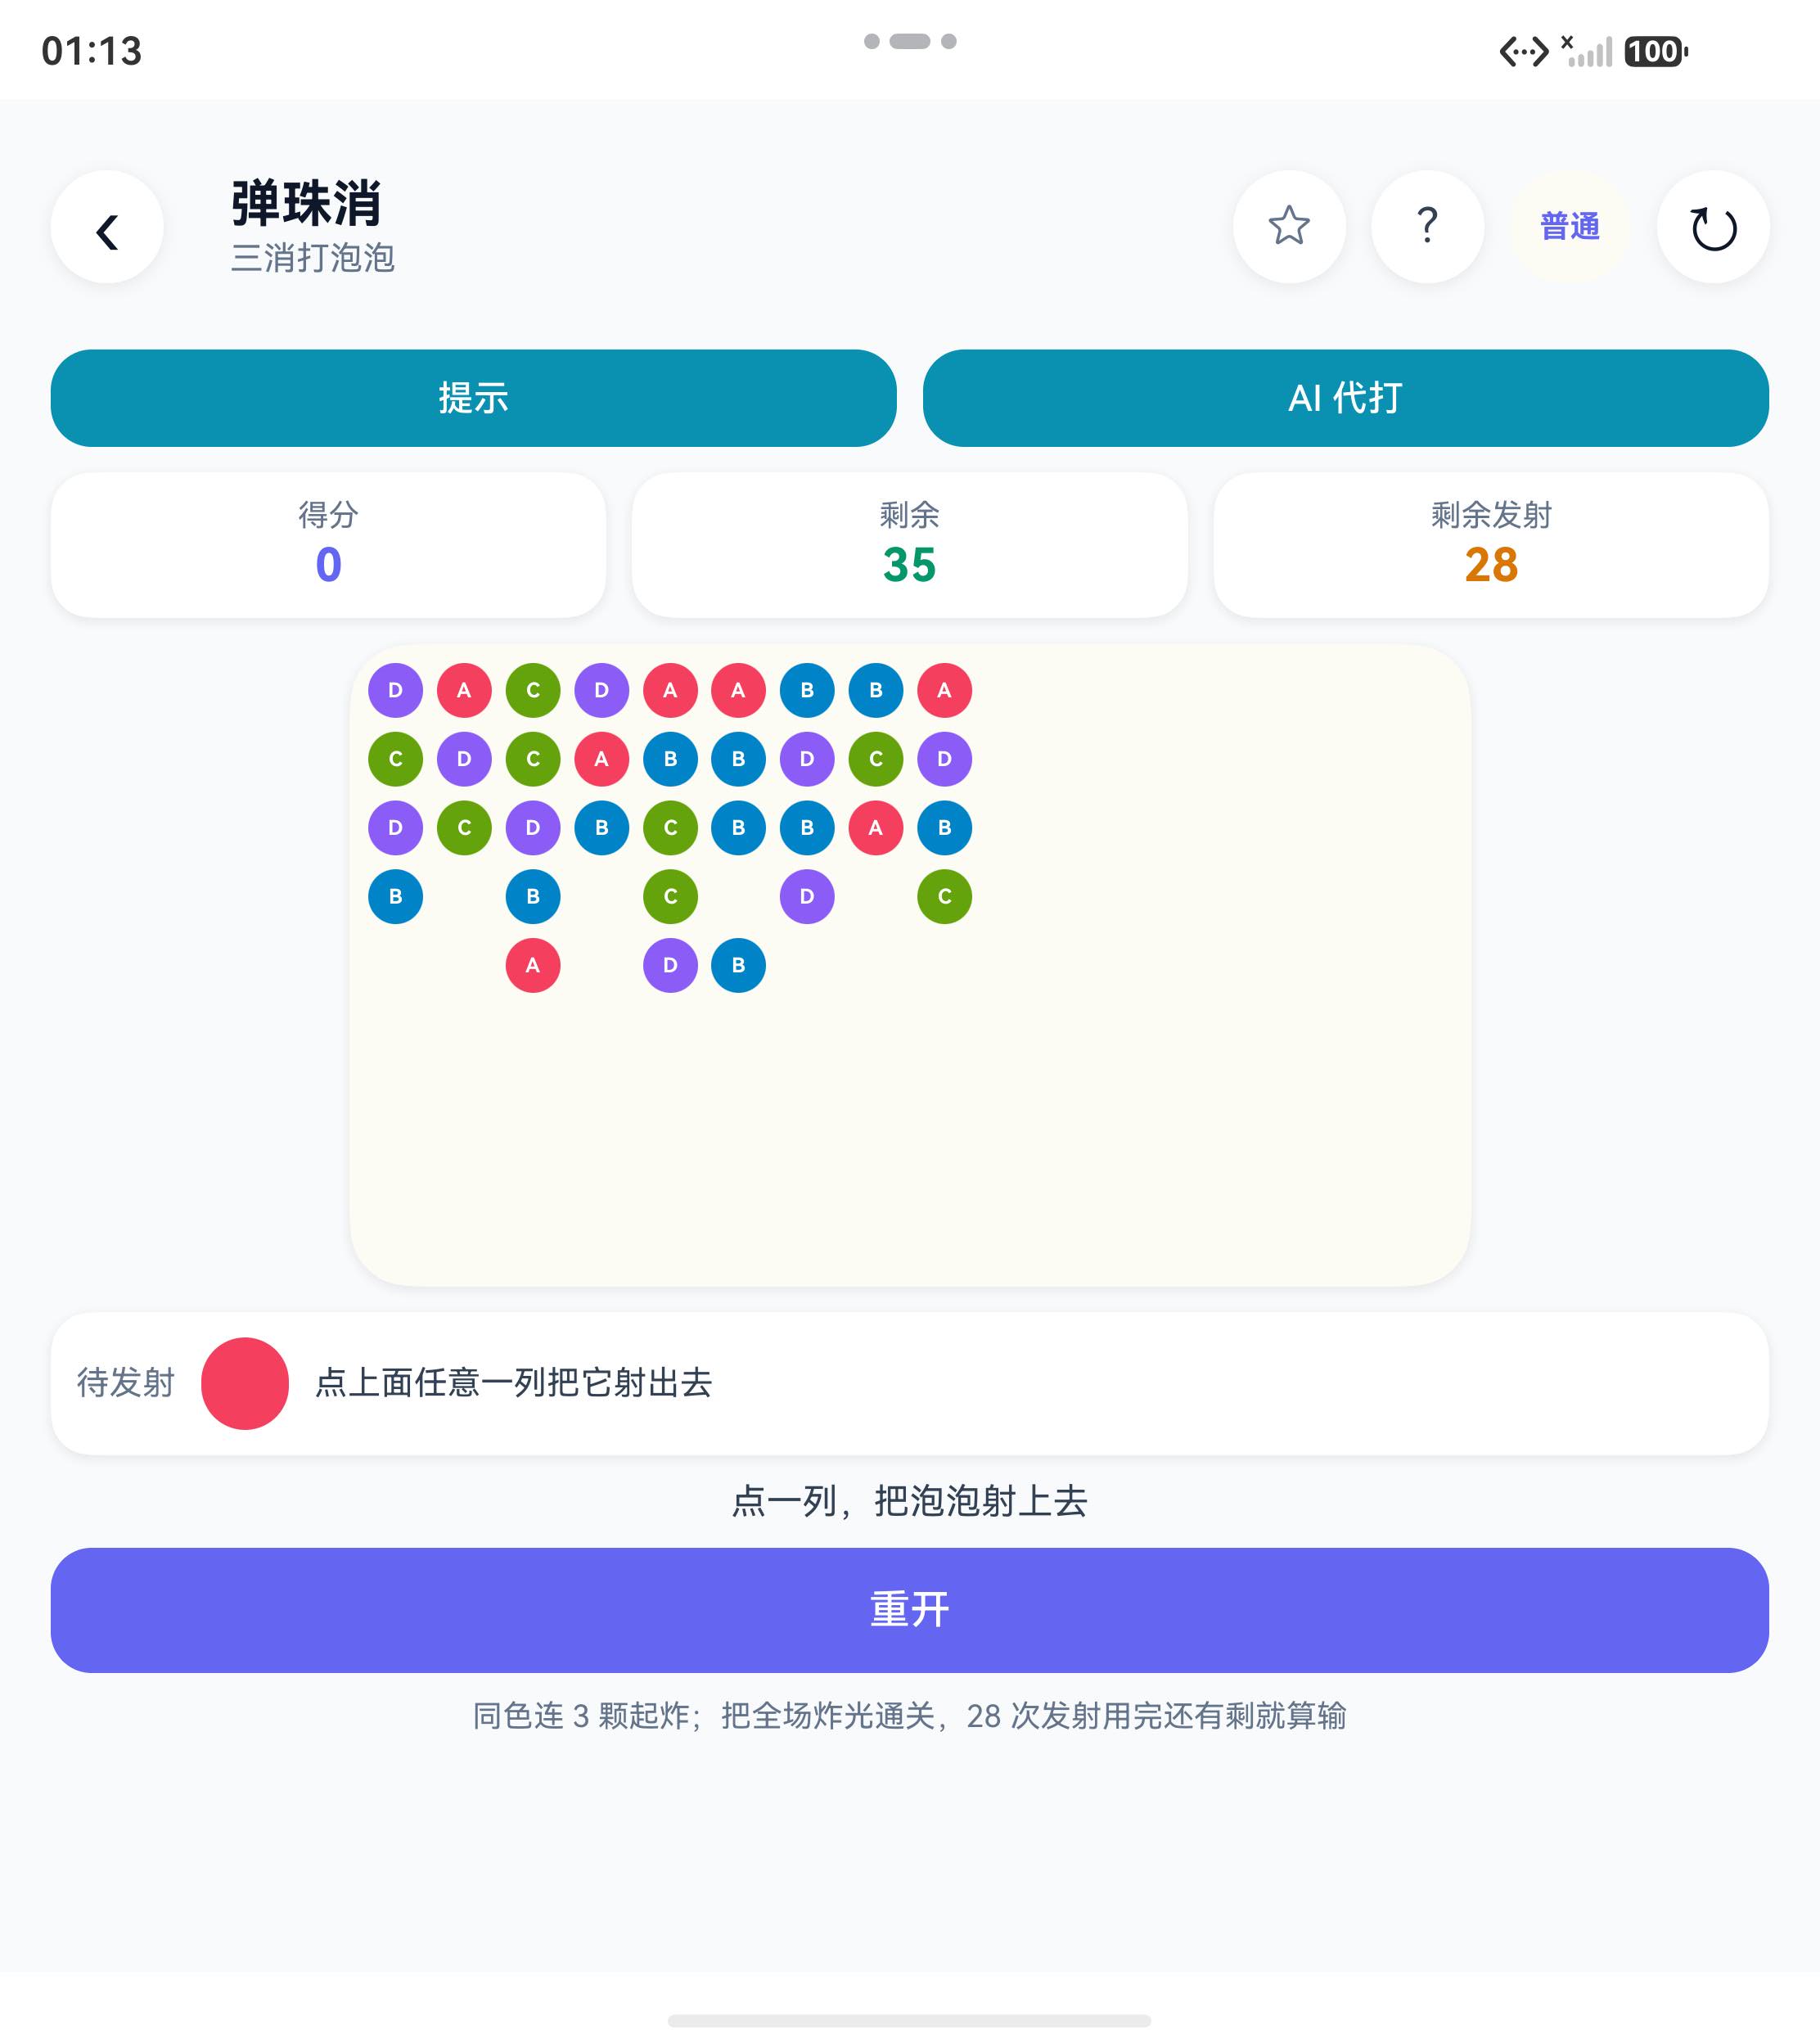 01:13
100
弹珠消
三消打泡泡
?
普通
提示
AI 代打
得分
0
剩余
35
剩余发射
28
D A C D A A B B A
C D C A B B D C D
D C D B C B B A B
B B C D C
A D B
待发射
点上面任意一列把它射出去
点一列，把泡泡射上去
重开
同色连 3 颗起炸；把全场炸光通关，28 次发射用完还有剩就算输